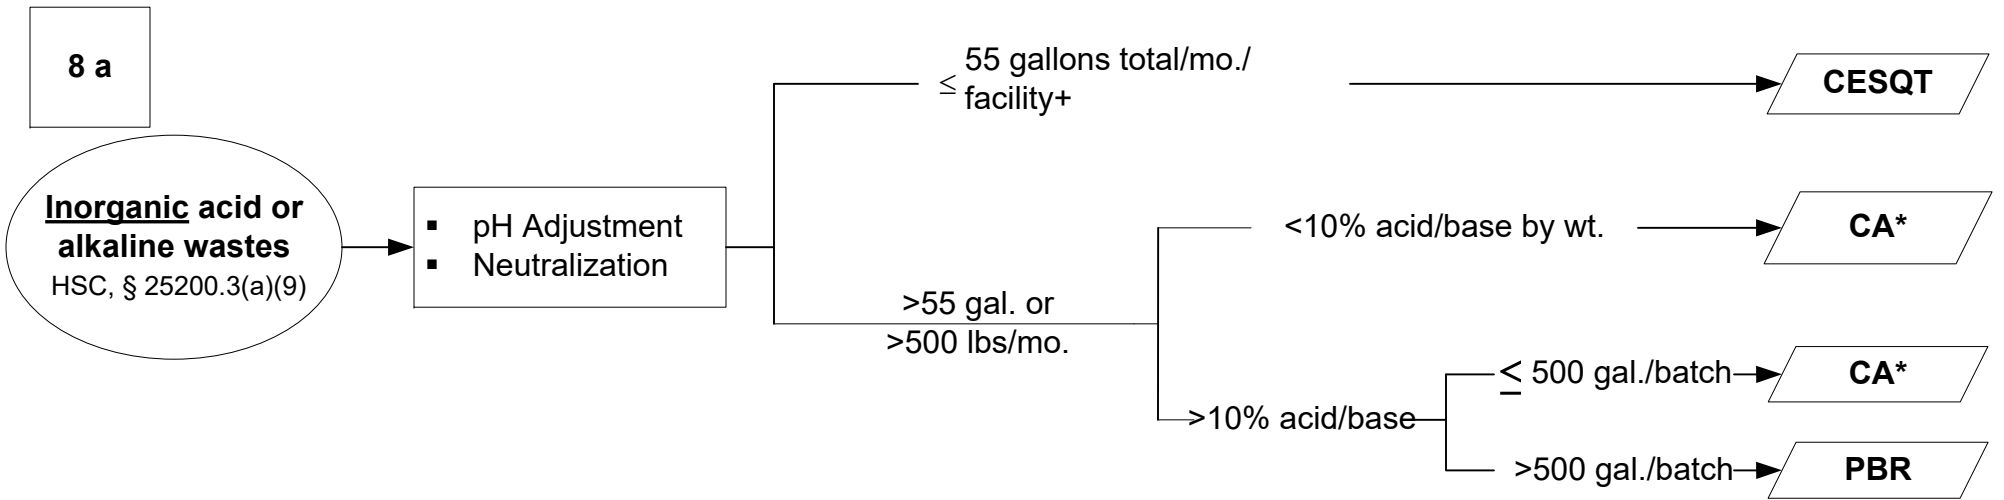 8 a
Inorganic acid or
alkaline wastes
HSC, § 25200.3(a)(9)
▪ pH Adjustment
▪ Neutralization
≤ 55 gallons total/mo./
facility+
CESQT
>55 gal. or
>500 lbs/mo.
<10% acid/base by wt.
CA*
>10% acid/base
≤ 500 gal./batch
CA*
>500 gal./batch
PBR